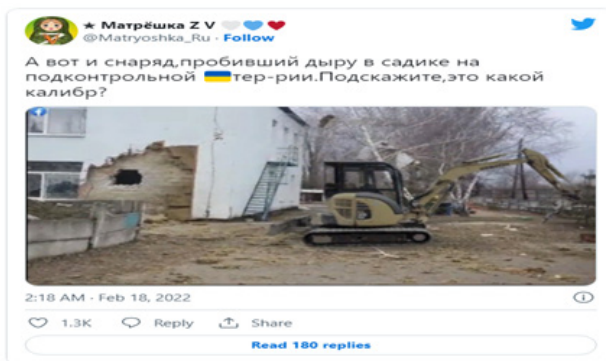 ★ Матрёшка Z V 🤍💙❤️
@Matryoshka_Ru · Follow
А вот и снаряд,пробивший дыру в садике на
подконтрольной 🇺🇦тер-рии.Подскажите,это какой
калибр?
2:18 AM · Feb 18, 2022
1.3K Reply Share
Read 180 replies